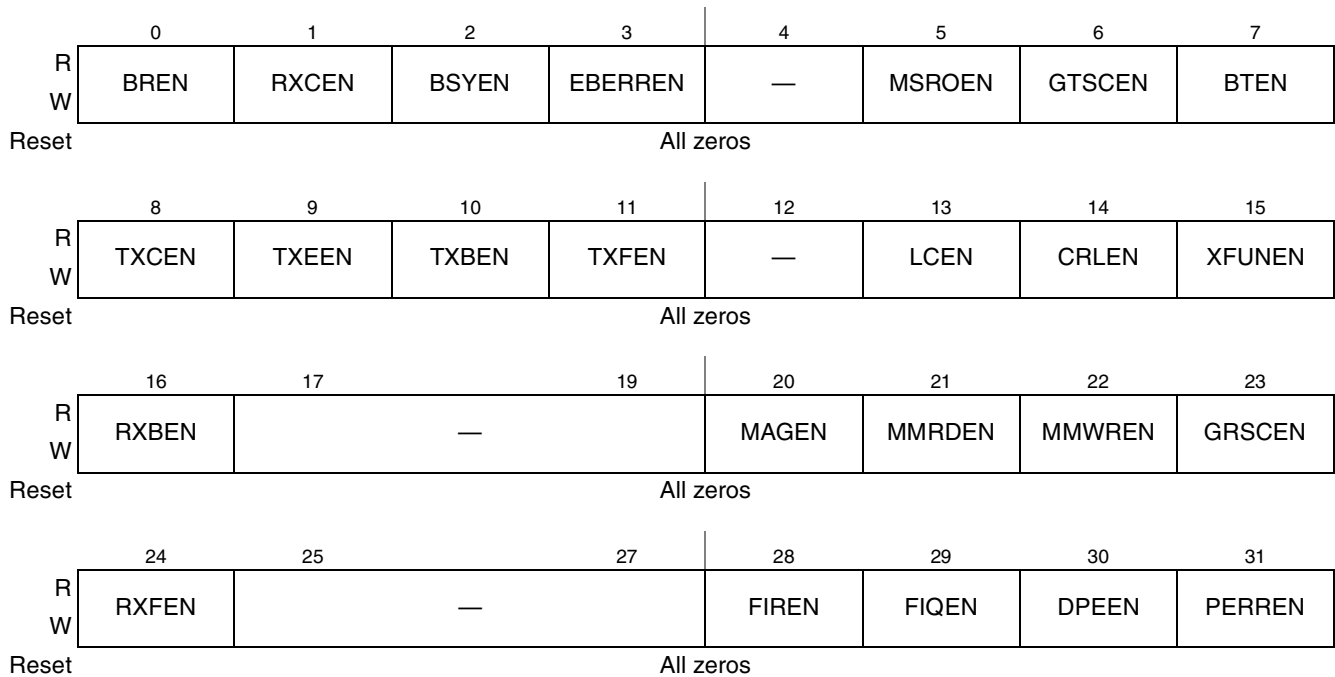 0 1 2 3 4 5 6 7
R
BREN RXCEN BSYEN EBERREN — MSROEN GTSCEN BTEN
W
Reset All zeros
8 9 10 11 12 13 14 15
R
TXCEN TXEEN TXBEN TXFEN — LCEN CRLEN XFUNEN
W
Reset All zeros
16 17 19 20 21 22 23
R
RXBEN — MAGEN MMRDEN MMWREN GRSCEN
W
Reset All zeros
24 25 27 28 29 30 31
R
RXFEN — FIREN FIQEN DPEEN PERREN
W
Reset All zeros